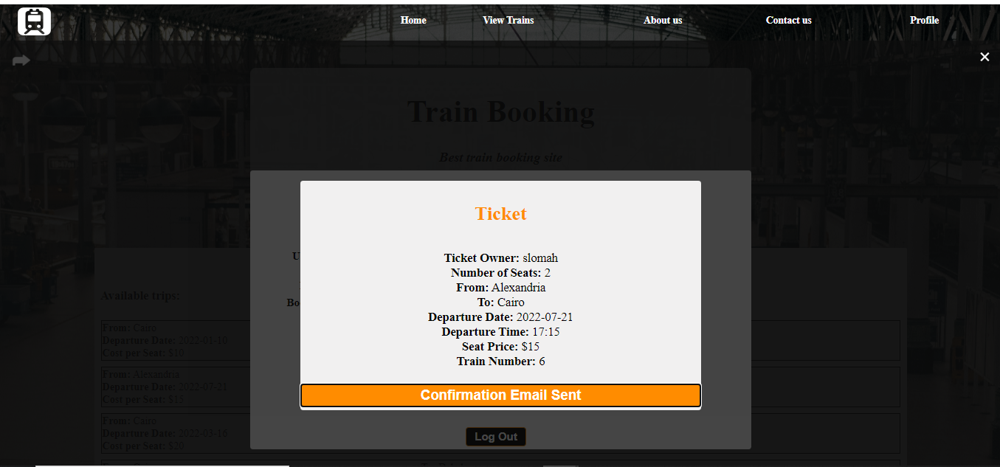 Home
View Trains
About us
Contact us
Profile
Train Booking
Best train booking site
Ticket
Ticket Owner: slomah
Number of Seats: 2
From: Alexandria
To: Cairo
Departure Date: 2022-07-21
Departure Time: 17:15
Seat Price: $15
Train Number: 6
Confirmation Email Sent
Log Out
Available trips:
From: Cairo
Departure Date: 2022-01-10
Cost per Seat: $10
From: Alexandria
Departure Date: 2022-07-21
Cost per Seat: $15
From: Cairo
Departure Date: 2022-03-16
Cost per Seat: $20